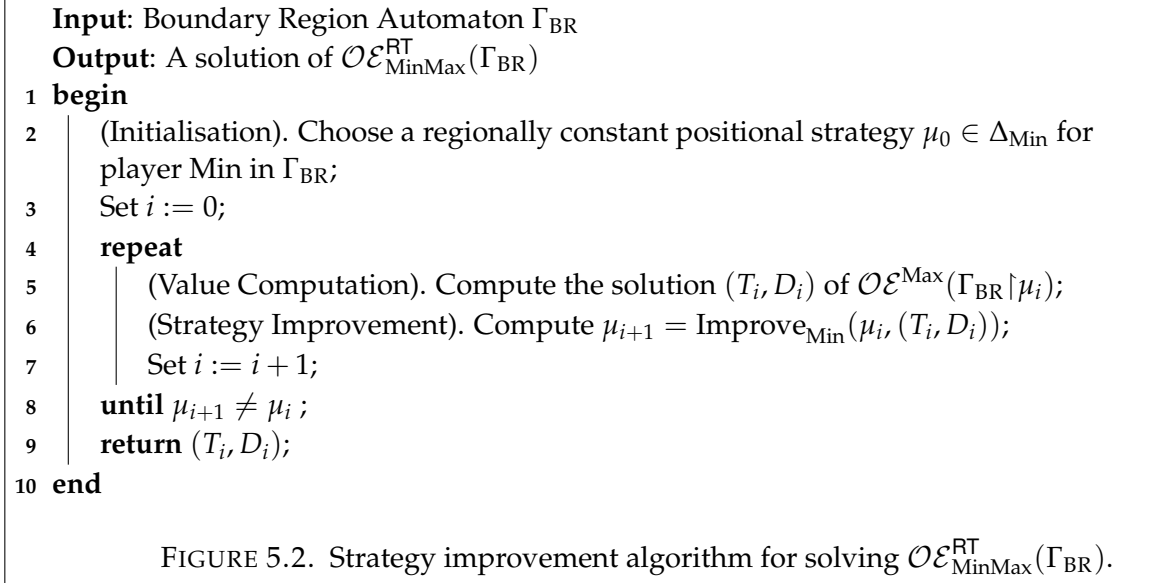 Input: Boundary Region Automaton Γ_BR
Output: A solution of 𝒪ℰ^RT_MinMax(Γ_BR)
1 begin
2 (Initialisation). Choose a regionally constant positional strategy μ₀ ∈ Δ_Min for
player Min in Γ_BR;
3 Set i := 0;
4 repeat
5 (Value Computation). Compute the solution (T_i, D_i) of 𝒪ℰ^Max(Γ_BR↾μ_i);
6 (Strategy Improvement). Compute μ_{i+1} = Improve_Min(μ_i, (T_i, D_i));
7 Set i := i + 1;
8 until μ_{i+1} ≠ μ_i ;
9 return (T_i, D_i);
10 end
FIGURE 5.2. Strategy improvement algorithm for solving 𝒪ℰ^RT_MinMax(Γ_BR).